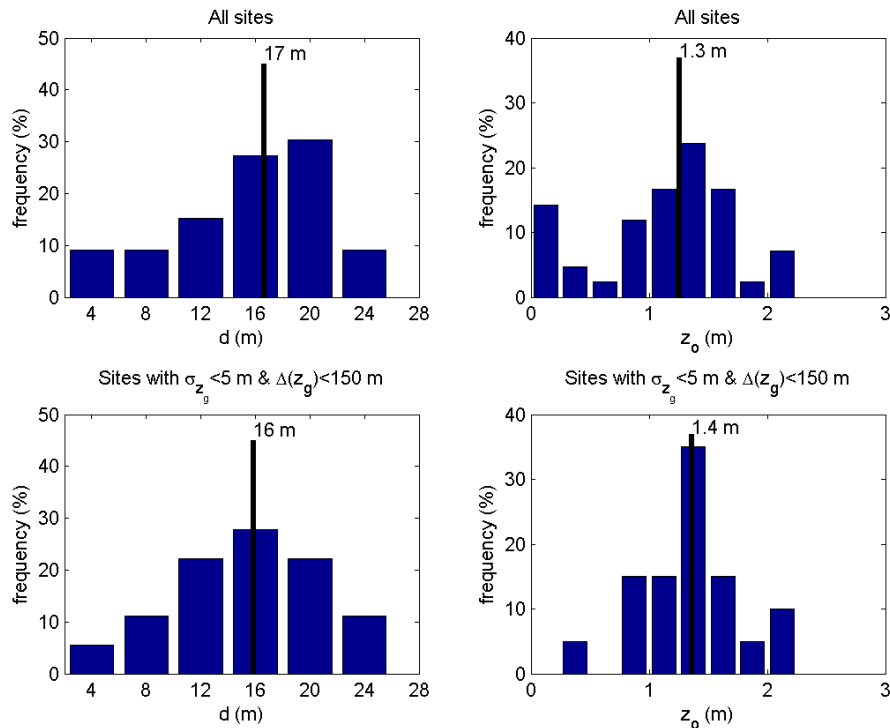 All sites
50
40
30
20
10
0
frequency (%)
17 m
4 8 12 16 20 24 28
d (m)
All sites
40
30
20
10
0
frequency (%)
1.3 m
0 1 2 3
z_o (m)
Sites with σ_z_g <5 m & Δ(z_g)<150 m
50
40
30
20
10
0
frequency (%)
16 m
4 8 12 16 20 24 28
d (m)
Sites with σ_z_g <5 m & Δ(z_g)<150 m
40
30
20
10
0
frequency (%)
1.4 m
0 1 2 3
z_o (m)